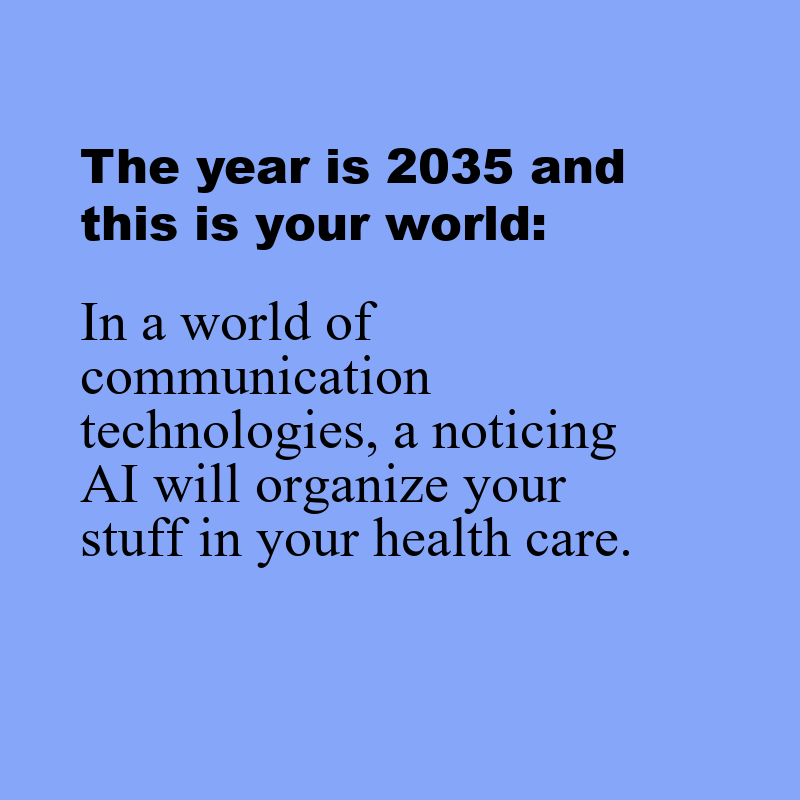 The year is 2035 and
this is your world:
In a world of
communication
technologies, a noticing
AI will organize your
stuff in your health care.